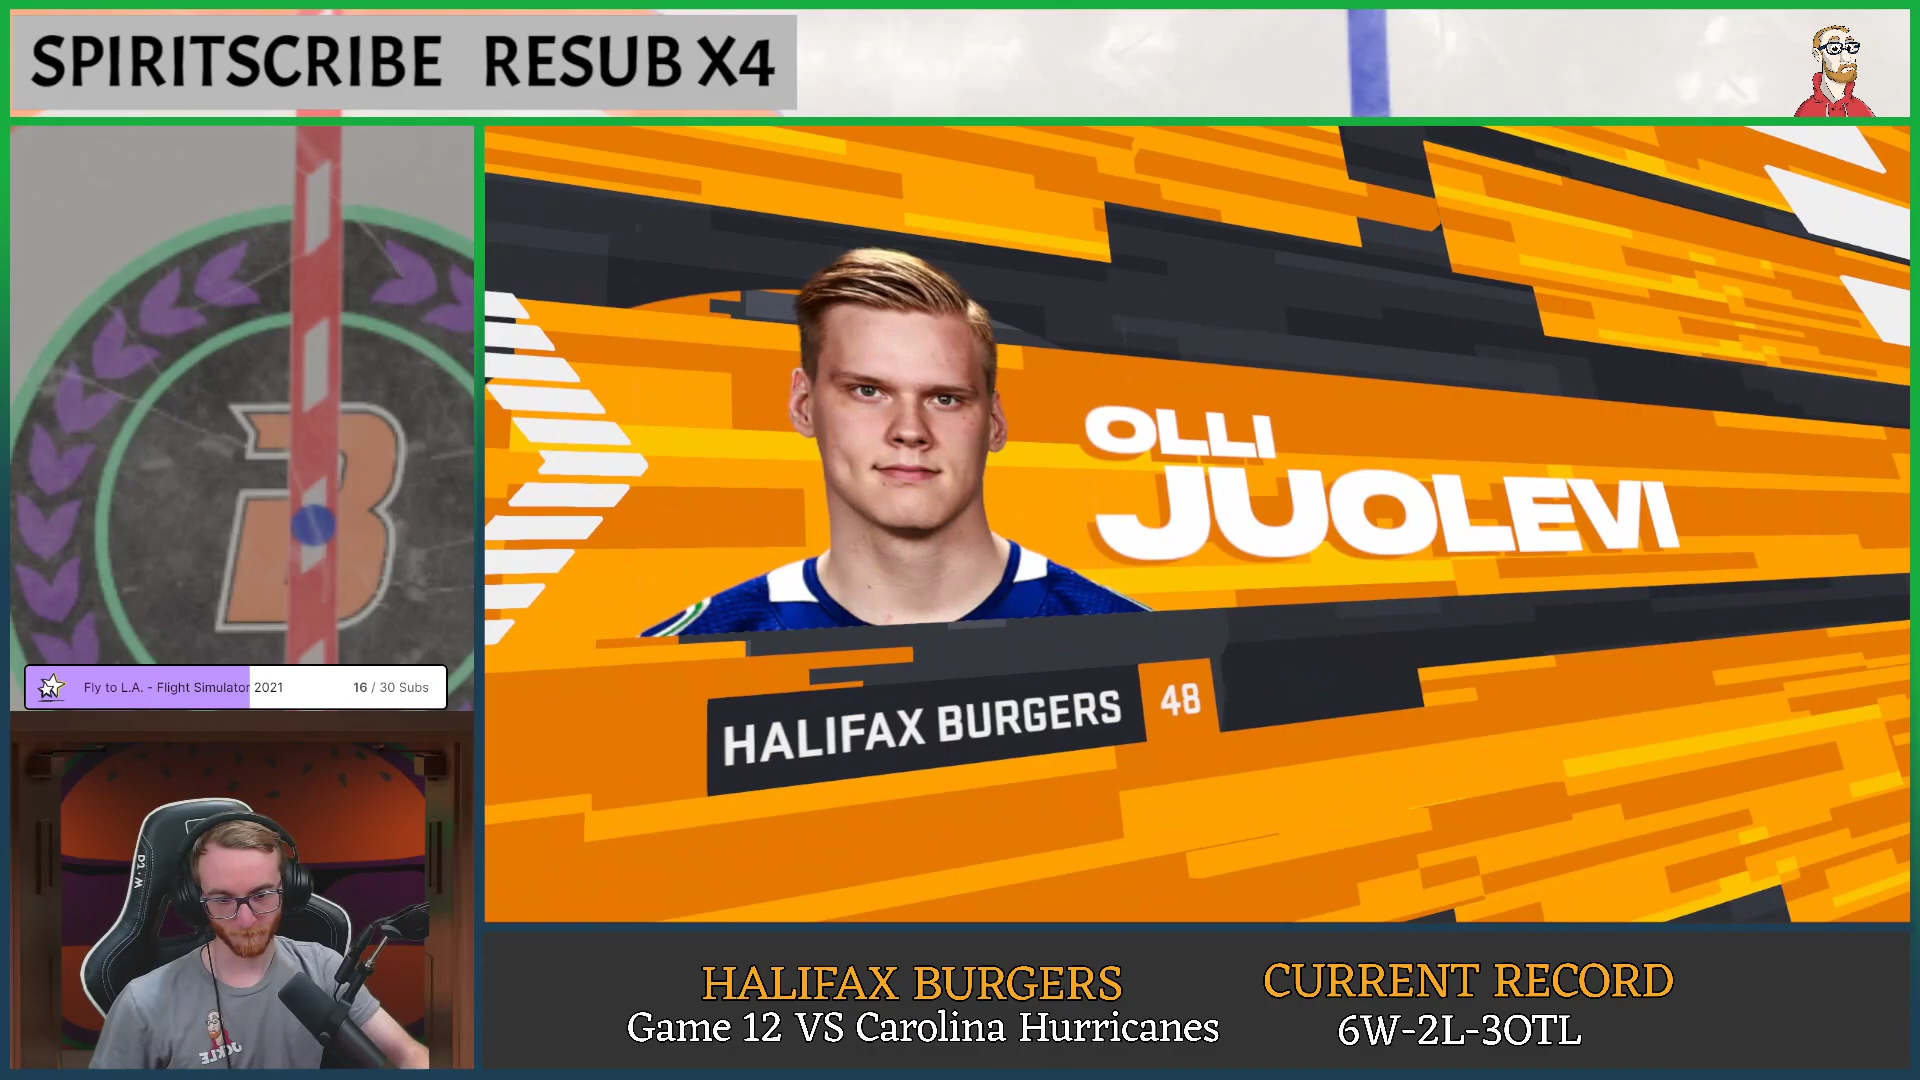 SPIRITSCRIBE RESUB X4
OLLI
JUOLEVI
B
Fly to L.A. - Flight Simulator 2021 16 / 30 Subs
HALIFAX BURGERS 48
HALIFAX BURGERS
Game 12 VS Carolina Hurricanes
CURRENT RECORD
6W-2L-3OTL